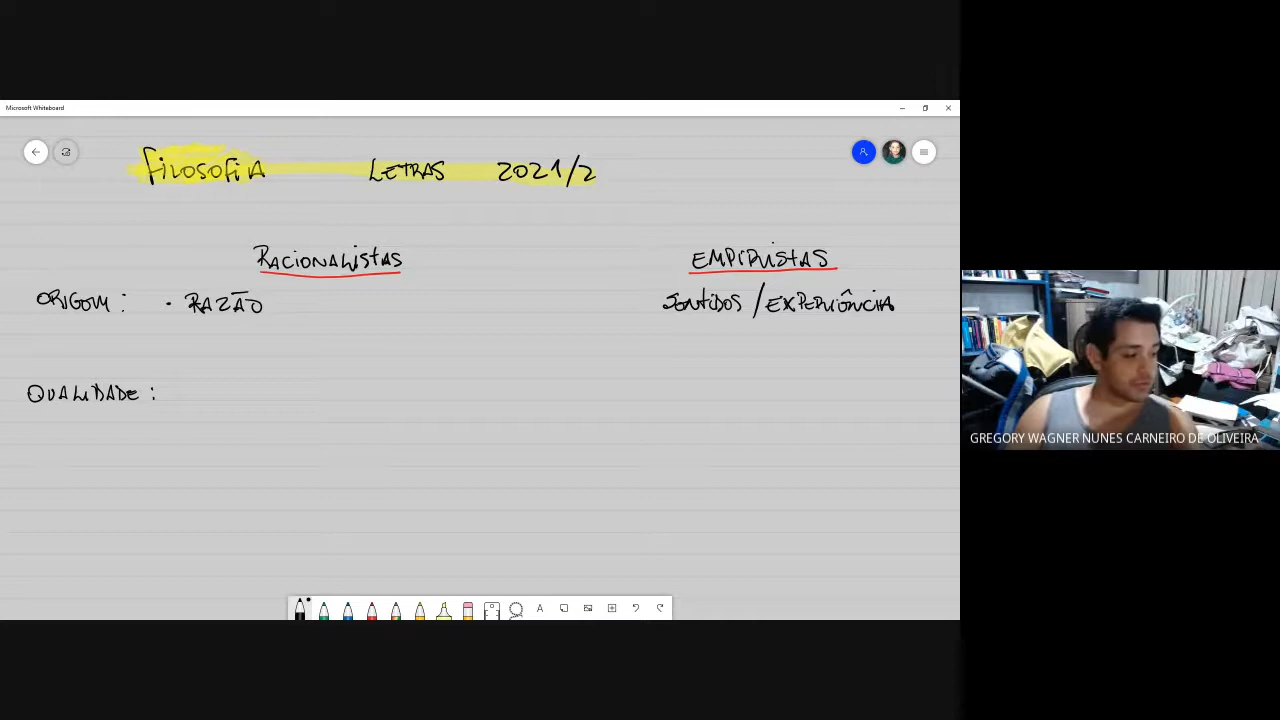 Microsoft Whiteboard
FiLOSOFiA LETRAS 2021/2
RACiONALiStAS EMPiRiStAS
ORIGEM : • RAZÃO SENtiDOS / EXPERiÊNCiA
QUALiDADE :
GREGORY WAGNER NUNES CARNEIRO DE OLIVEIRA
A